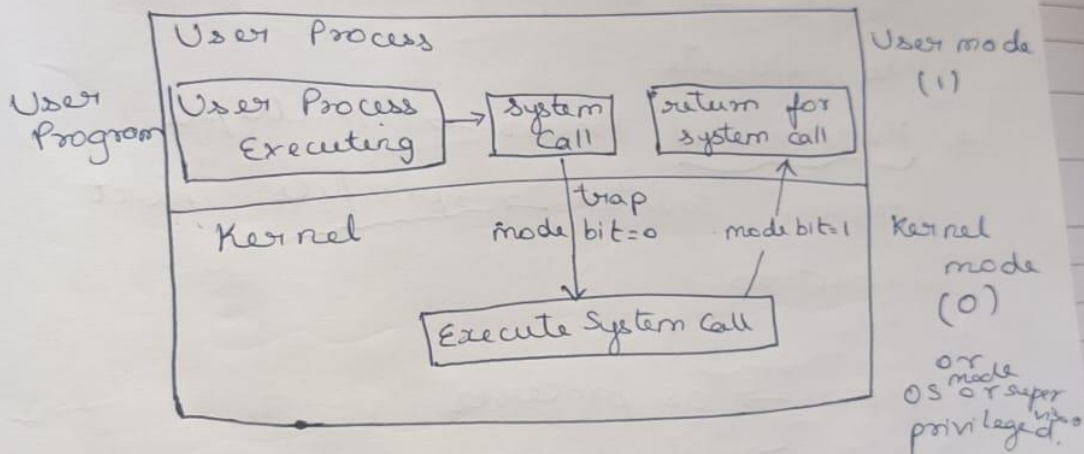 User Process
User mode
(1)
User
Program
User Process
Executing
System
Call
return for
system call
trap
Kernel
mode bit=0
mode bit=1
Kernel
mode
(0)
Execute System Call
or
mode
OS or super
visor
privileged.